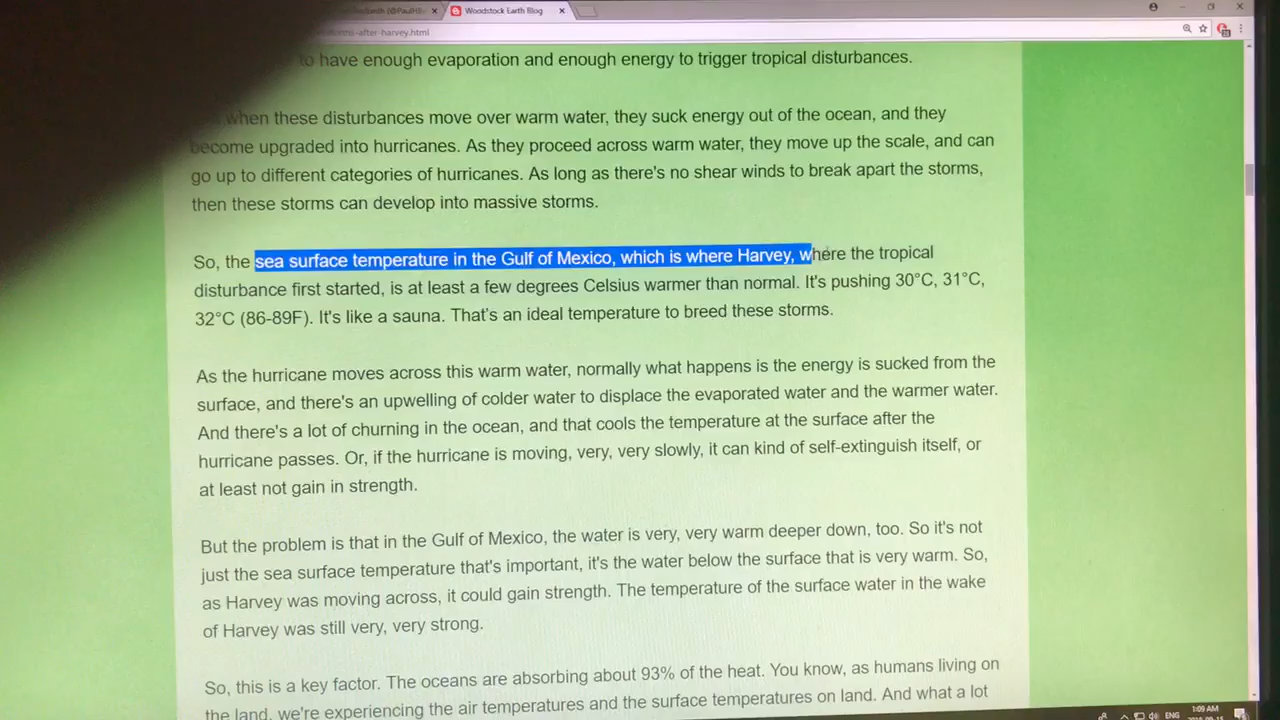 Woodstock Earth Blog
-after-harvey.html
to have enough evaporation and enough energy to trigger tropical disturbances.
when these disturbances move over warm water, they suck energy out of the ocean, and they
become upgraded into hurricanes. As they proceed across warm water, they move up the scale, and can
go up to different categories of hurricanes. As long as there's no shear winds to break apart the storms,
then these storms can develop into massive storms.
So, the sea surface temperature in the Gulf of Mexico, which is where Harvey, where the tropical
disturbance first started, is at least a few degrees Celsius warmer than normal. It's pushing 30°C, 31°C,
32°C (86-89F). It's like a sauna. That's an ideal temperature to breed these storms.
As the hurricane moves across this warm water, normally what happens is the energy is sucked from the
surface, and there's an upwelling of colder water to displace the evaporated water and the warmer water.
And there's a lot of churning in the ocean, and that cools the temperature at the surface after the
hurricane passes. Or, if the hurricane is moving, very, very slowly, it can kind of self-extinguish itself, or
at least not gain in strength.
But the problem is that in the Gulf of Mexico, the water is very, very warm deeper down, too. So it's not
just the sea surface temperature that's important, it's the water below the surface that is very warm. So,
as Harvey was moving across, it could gain strength. The temperature of the surface water in the wake
of Harvey was still very, very strong.
So, this is a key factor. The oceans are absorbing about 93% of the heat. You know, as humans living on
the land, we're experiencing the air temperatures and the surface temperatures on land. And what a lot
ENG
1:09 AM